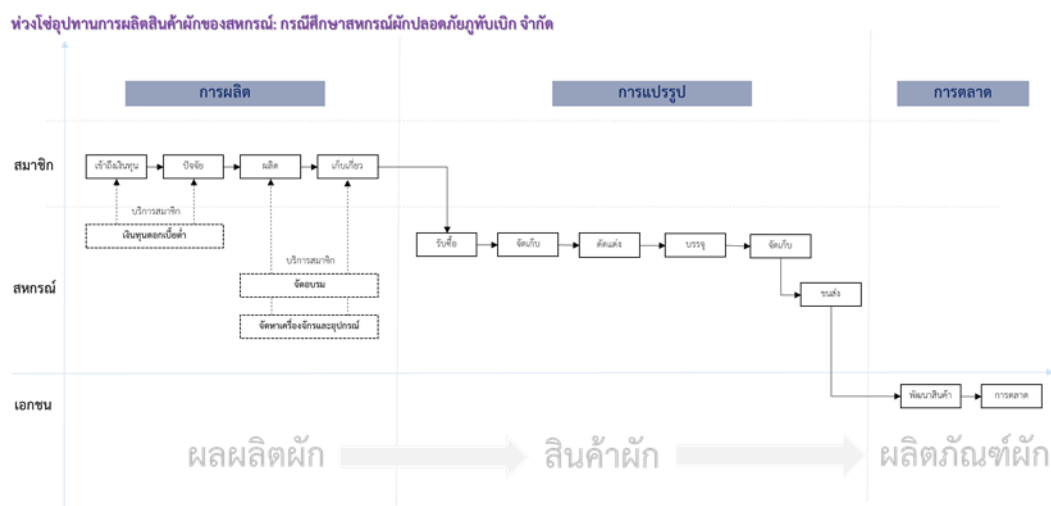 ห่วงโซ่อุปทานการผลิตสินค้าผักของสหกรณ์: กรณีศึกษาสหกรณ์ผักปลอดภัยภูทับเบิก จำกัด
การผลิต
การแปรรูป
การตลาด
สมาชิก
เข้าถึงเงินทุน
ปัจจัย
ผลิต
เก็บเกี่ยว
บริการสมาชิก
เงินทุนดอกเบี้ยต่ำ
รับซื้อ
จัดเก็บ
ตัดแต่ง
บรรจุ
จัดเก็บ
บริการสมาชิก
สหกรณ์
จัดอบรม
ขนส่ง
จัดหาเครื่องจักรและอุปกรณ์
เอกชน
พัฒนาสินค้า
การตลาด
ผลผลิตผัก
สินค้าผัก
ผลิตภัณฑ์ผัก